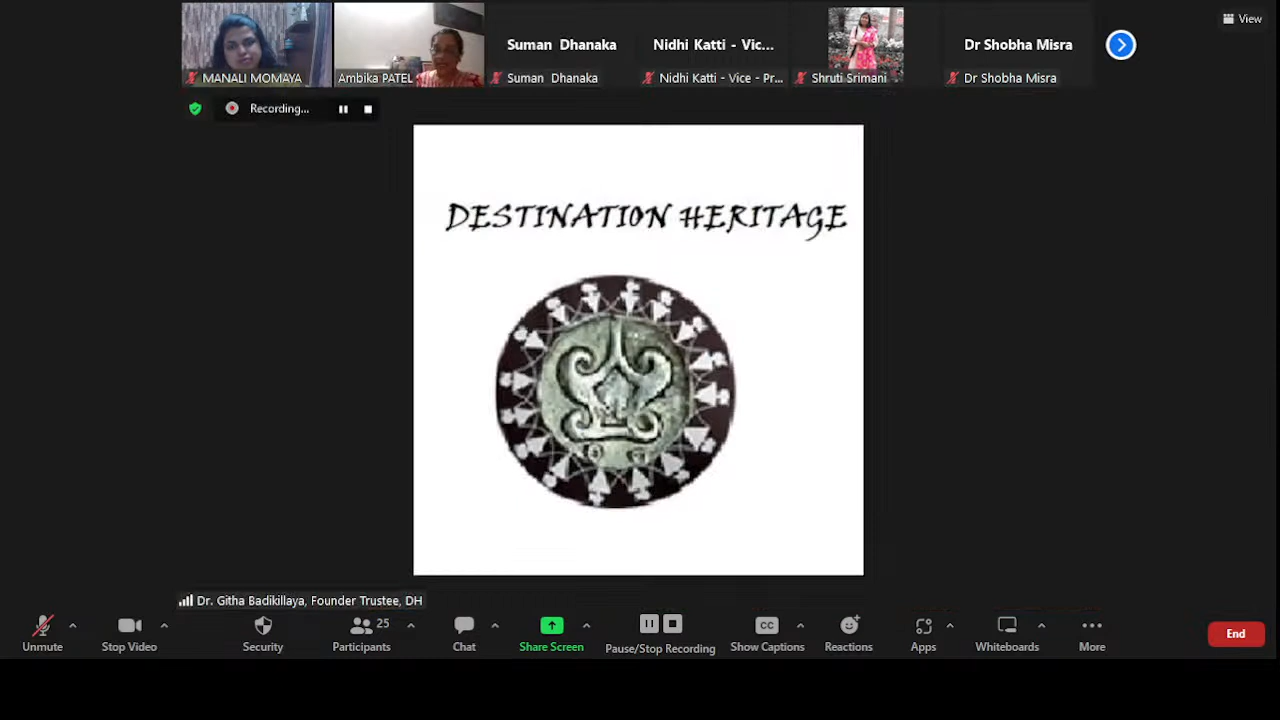 Suman Dhanaka
Nidhi Katti - Vic...
Dr Shobha Misra
View
MANALI MOMAYA
Ambika PATEL
Suman Dhanaka
Nidhi Katti - Vice - Pr...
Shruti Srimani
Dr Shobha Misra
Recording...
DESTINATION HERITAGE
Dr. Githa Badikillaya, Founder Trustee, DH
25
CC
Unmute
Stop Video
Security
Participants
Chat
Share Screen
Pause/Stop Recording
Show Captions
Reactions
Apps
Whiteboards
More
End